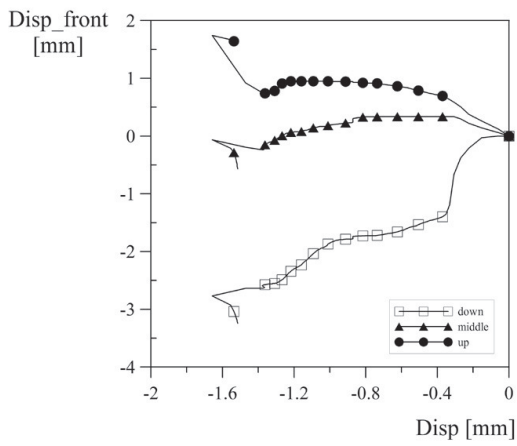 Disp_front
[mm]
2
1
0
-1
-2
-3
-4
-2
-1.6
-1.2
-0.8
-0.4
0
down
middle
up
Disp [mm]